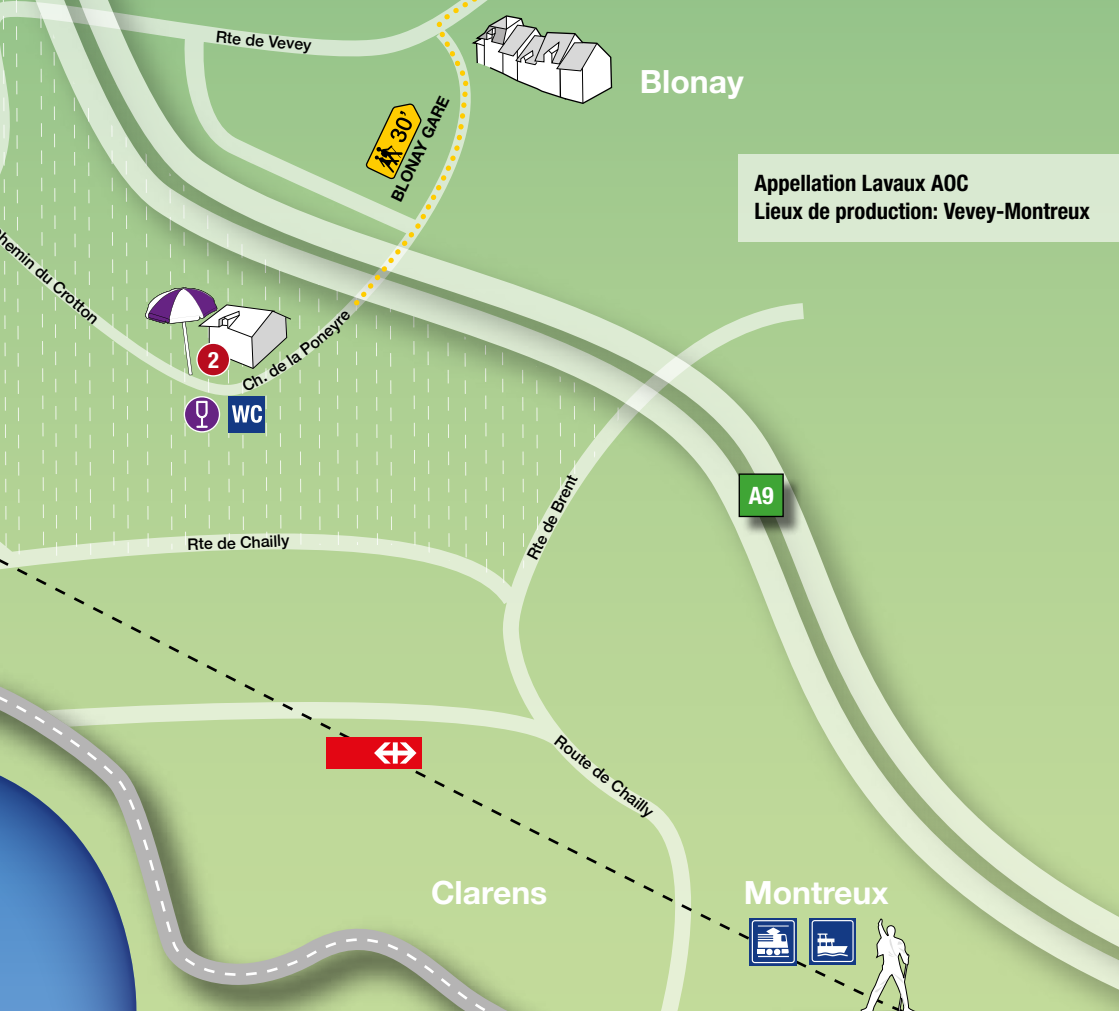 Rte de Vevey
Blonay
30’
BLONAY GARE
Appellation Lavaux AOC
Lieux de production: Vevey-Montreux
Chemin du Crotton
2
Ch. de la Poneyre
WC
A9
Rte de Brent
Rte de Chailly
Route de Chailly
Clarens
Montreux